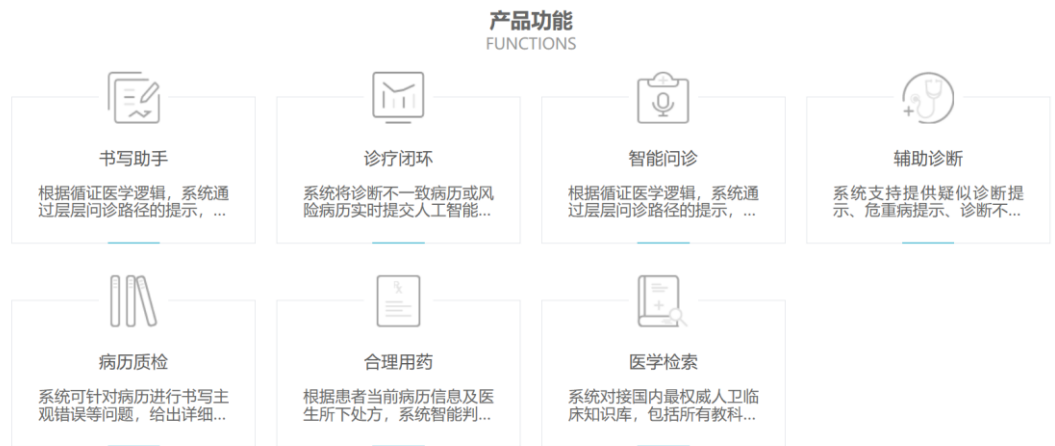 产品功能
FUNCTIONS
书写助手
根据循证医学逻辑，系统通
过层层问诊路径的提示，...
诊疗闭环
系统将诊断不一致病历或风
险病历实时提交人工智能...
智能问诊
根据循证医学逻辑，系统通
过层层问诊路径的提示，...
辅助诊断
系统支持提供疑似诊断提
示、危重病提示、诊断不...
病历质检
系统可针对病历进行书写主
观错误等问题，给出详细...
合理用药
根据患者当前病历信息及医
生所下处方，系统智能判...
医学检索
系统对接国内最权威人卫临
床知识库，包括所有教科...